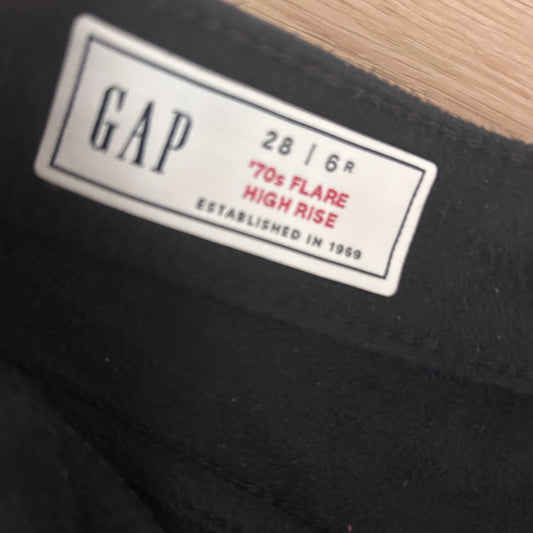 GAP
28 | 6R
'70s FLARE
HIGH RISE
ESTABLISHED IN 1969